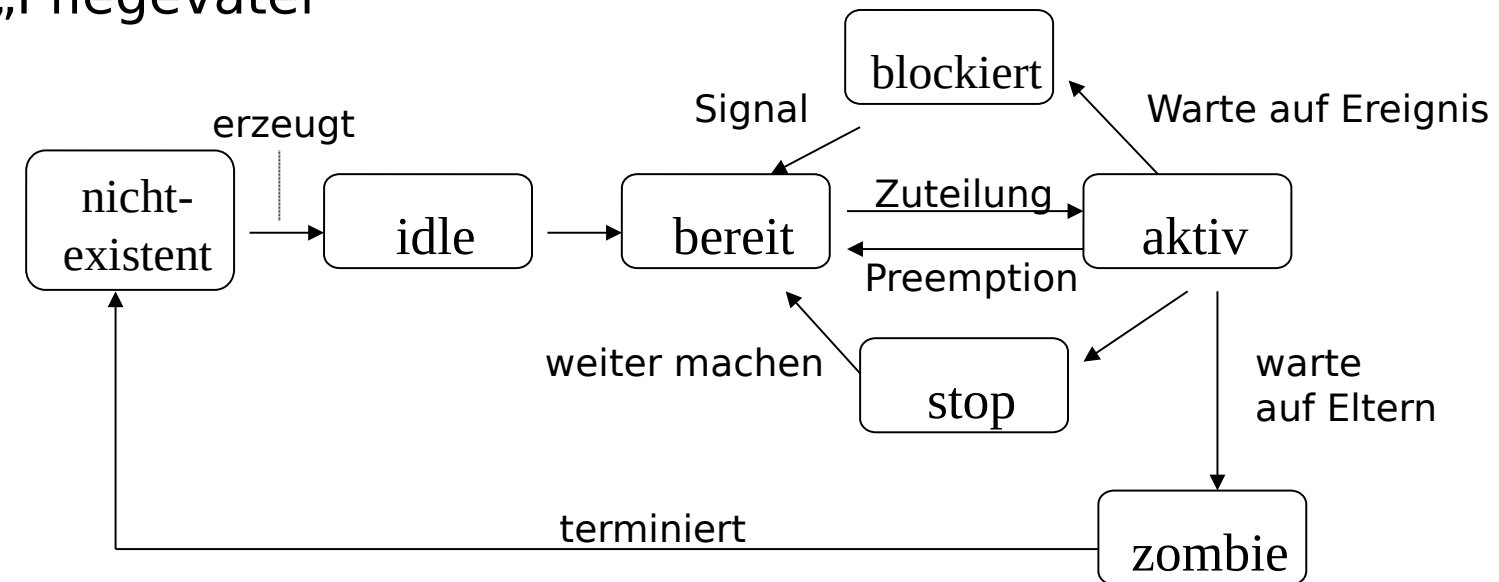 „Pflegevater
blockiert
Signal
Warte auf Ereignis
erzeugt
nicht-
existent
idle
bereit
Zuteilung
aktiv
Preemption
weiter machen
stop
warte
auf Eltern
terminiert
zombie